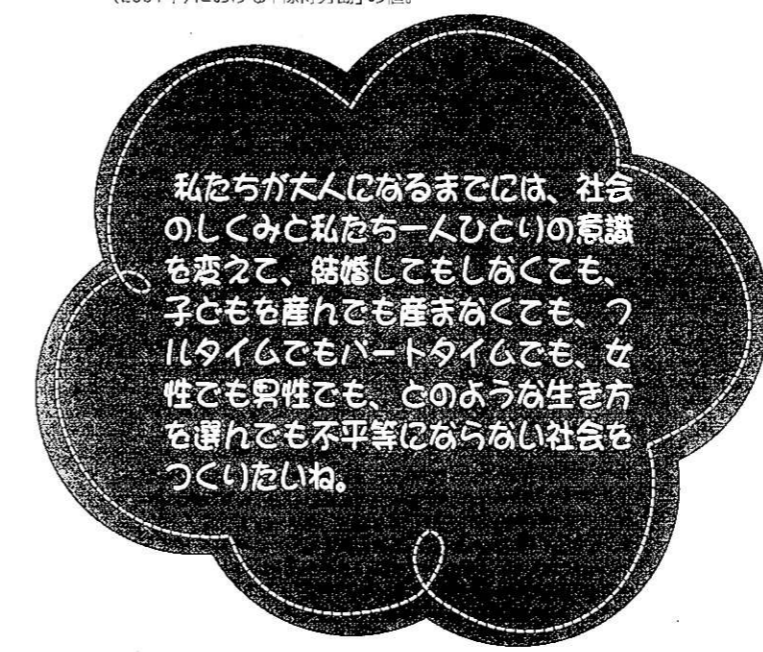 私たちが大人になるまでには、社会
のしくみと私たち一人ひとりの意識
を変えて、結婚してもしなくても、
子どもを産んでも産まなくても、フ
ルタイムでもパートタイムでも、女
性でも男性でも、どのような生き方
を選んでも不平等にならない社会を
つくりたいね。